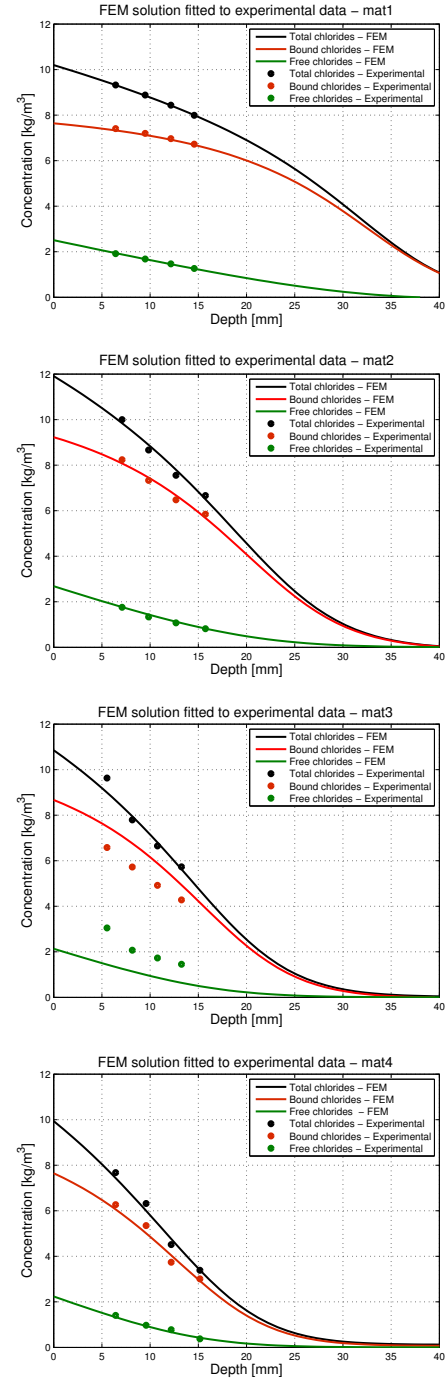 FEM solution fitted to experimental data − mat1
Total chlorides − FEM
Bound chlorides − FEM
Free chlorides − FEM
Total chlorides − Experimental
Bound chlorides − Experimental
Free chlorides − Experimental
Concentration [kg/m³]
12
10
8
6
4
2
0
0 5 10 15 20 25 30 35 40
Depth [mm]
FEM solution fitted to experimental data − mat2
Total chlorides − FEM
Bound chlorides − FEM
Free chlorides − FEM
Total chlorides − Experimental
Bound chlorides − Experimental
Free chlorides − Experimental
Concentration [kg/m³]
12
10
8
6
4
2
0
0 5 10 15 20 25 30 35 40
Depth [mm]
FEM solution fitted to experimental data − mat3
Total chlorides − FEM
Bound chlorides − FEM
Free chlorides − FEM
Total chlorides − Experimental
Bound chlorides − Experimental
Free chlorides − Experimental
Concentration [kg/m³]
12
10
8
6
4
2
0
0 5 10 15 20 25 30 35 40
Depth [mm]
FEM solution fitted to experimental data − mat4
Total chlorides − FEM
Bound chlorides − FEM
Free chlorides − FEM
Total chlorides − Experimental
Bound chlorides − Experimental
Free chlorides − Experimental
Concentration [kg/m³]
12
10
8
6
4
2
0
0 5 10 15 20 25 30 35 40
Depth [mm]